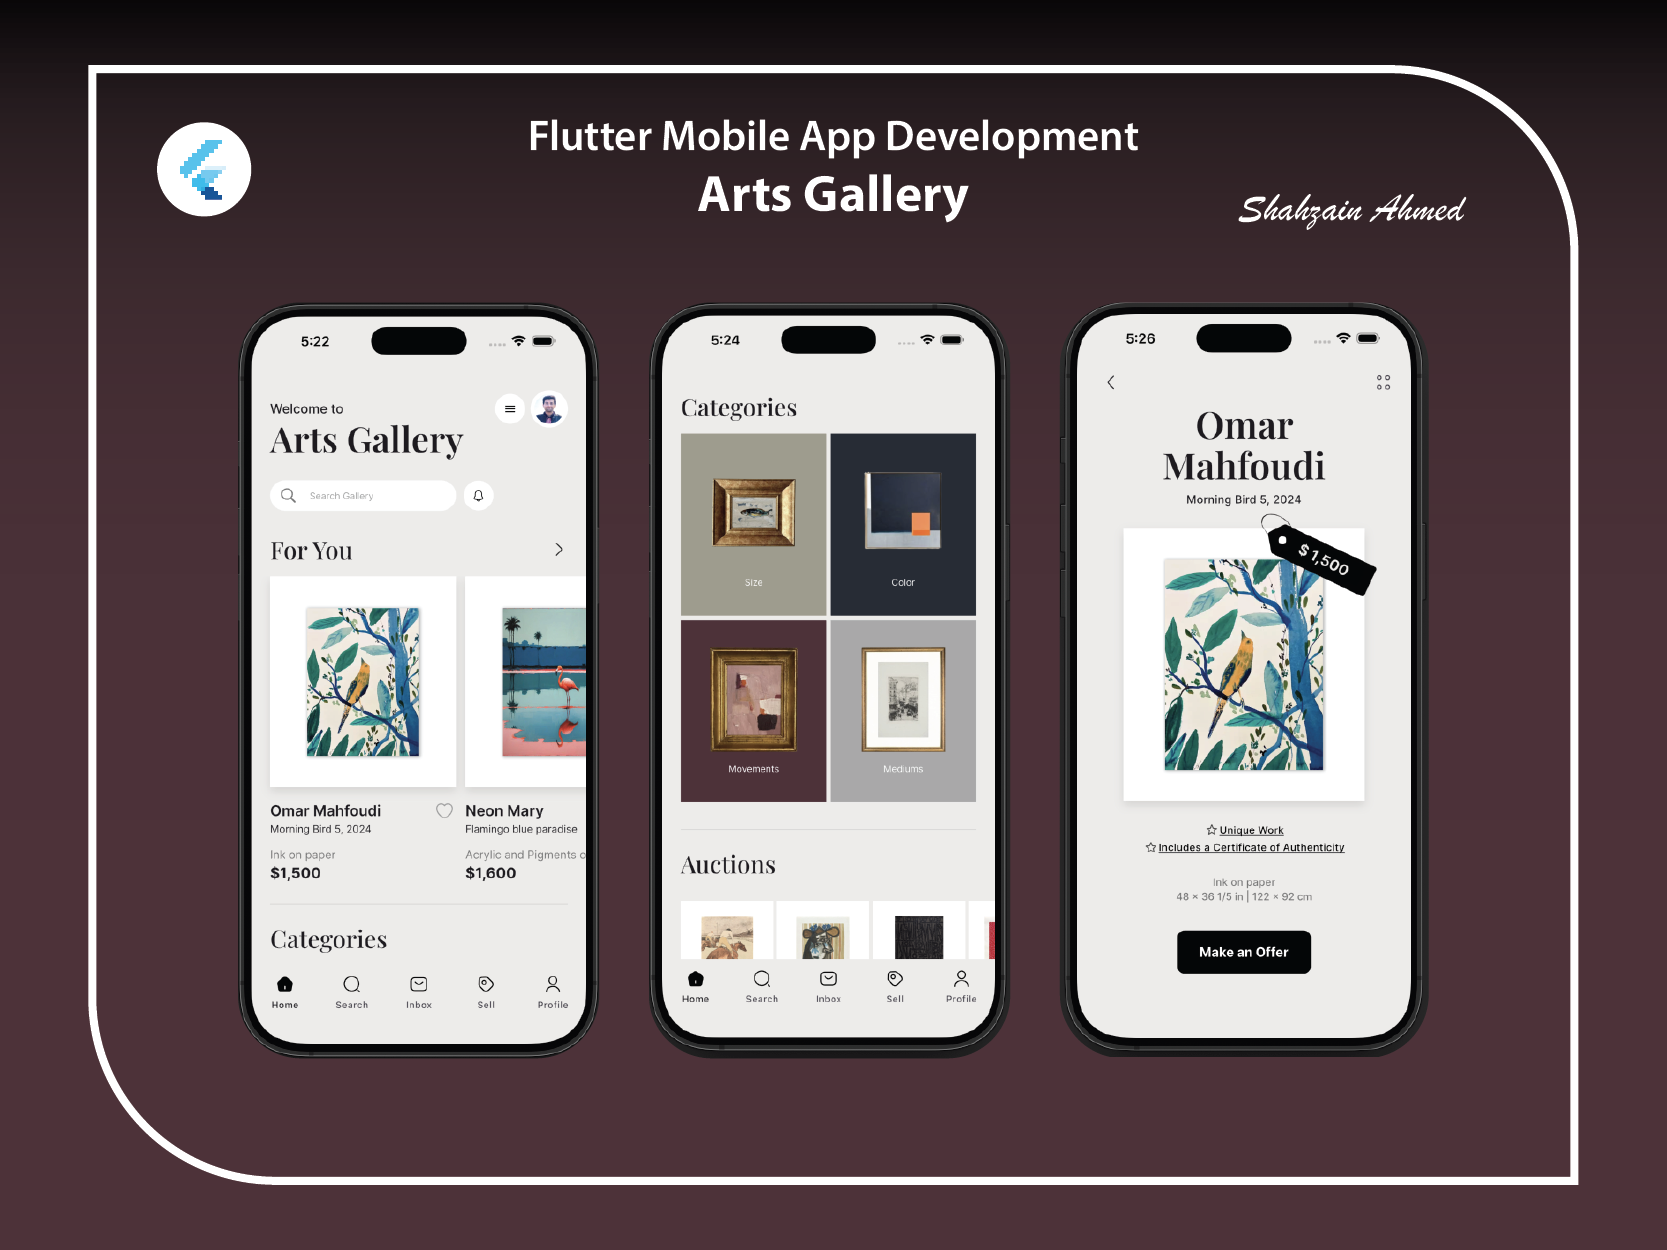 Flutter Mobile App Development
Arts Gallery
Shahzain Ahmed
5:22
Welcome to
Arts Gallery
Search Gallery
For You
Omar Mahfoudi
Morning Bird 5, 2024
Ink on paper
$1,500
Neon Mary
Flamingo blue paradise
Acrylic and Pigments o
$1,600
Categories
Home
Search
Inbox
Sell
Profile
5:24
Categories
Size
Color
Movements
Mediums
Auctions
Home
Search
Inbox
Sell
Profile
5:26
Omar
Mahfoudi
Morning Bird 5, 2024
$1,500
Unique Work
Includes a Certificate of Authenticity
Ink on paper
48 × 36 1/5 in | 122 × 92 cm
Make an Offer